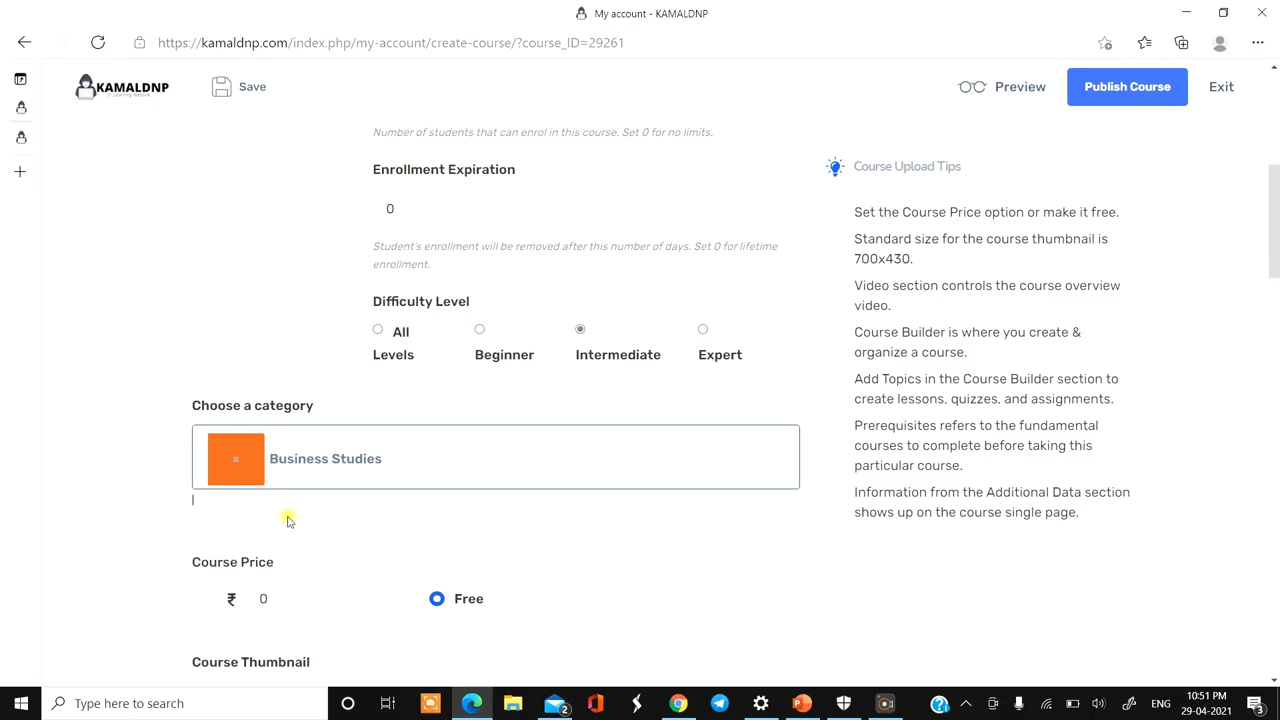 My account - KAMALDNP
https://kamaldnp.com/index.php/my-account/create-course/?course_ID=29261
KAMALDNP
Save
Preview
Publish Course
Exit
Number of students that can enrol in this course. Set 0 for no limits.
Enrollment Expiration
0
Student's enrollment will be removed after this number of days. Set 0 for lifetime
enrollment.
Difficulty Level
All
Levels
Beginner
Intermediate
Expert
Choose a category
× Business Studies
Course Price
₹ 0
Free
Course Thumbnail
Course Upload Tips
Set the Course Price option or make it free.
Standard size for the course thumbnail is
700x430.
Video section controls the course overview
video.
Course Builder is where you create &
organize a course.
Add Topics in the Course Builder section to
create lessons, quizzes, and assignments.
Prerequisites refers to the fundamental
courses to complete before taking this
particular course.
Information from the Additional Data section
shows up on the course single page.
Type here to search
2
ENG
10:51 PM
29-04-2021
3